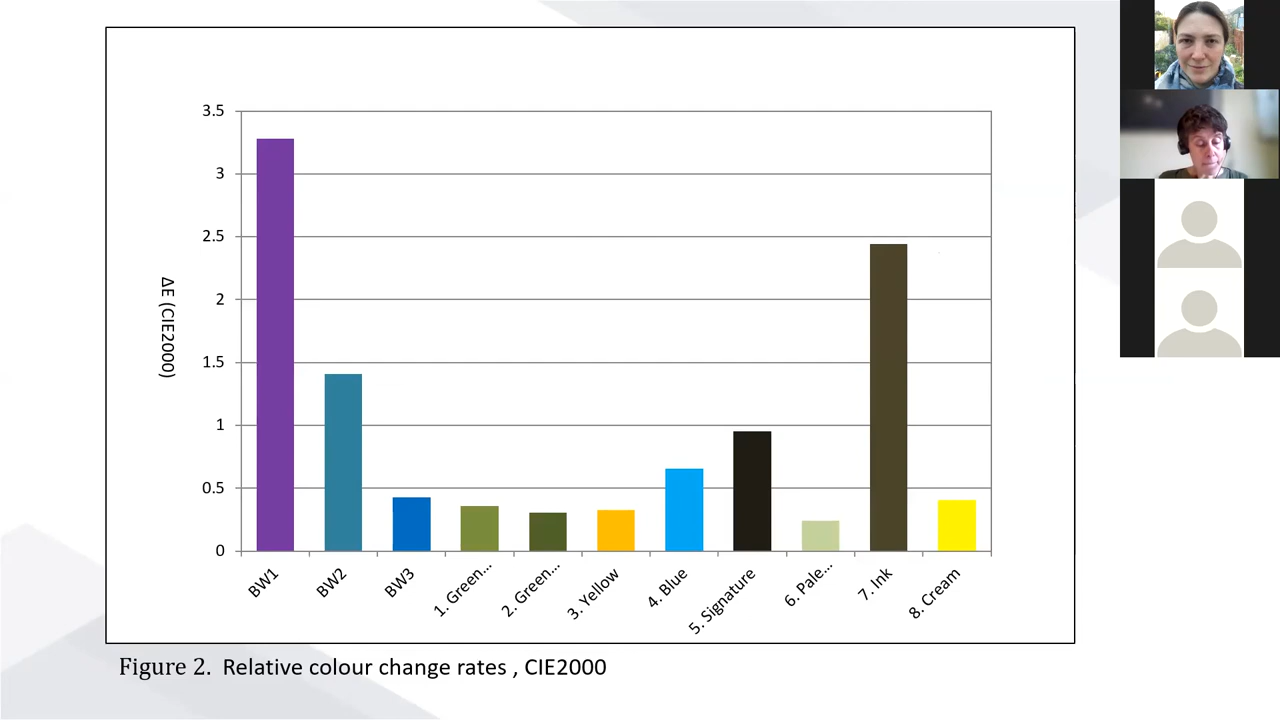 3.5
3
2.5
2
1.5
1
0.5
0
ΔE (CIE2000)
BW1
BW2
BW3
1. Green...
2. Green...
3. Yellow
4. Blue
5. Signature
6. Pale...
7. Ink
8. Cream
Figure 2. Relative colour change rates , CIE2000